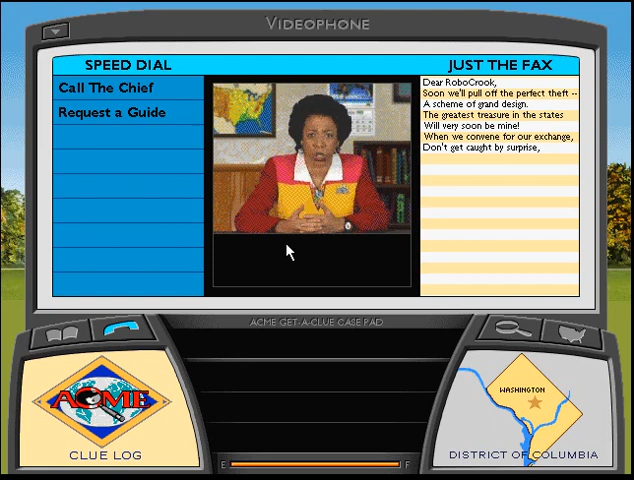 VIDEOPHONE
SPEED DIAL
Call The Chief
Request a Guide
JUST THE FAX
Dear RoboCrook,
Soon we'll pull off the perfect theft --
A scheme of grand design.
The greatest treasure in the states
Will very soon be mine!
When we convene for our exchange,
Don't get caught by surprise,
ACME GET-A-CLUE CASE PAD
ACME
CLUE LOG
E
F
WASHINGTON
DISTRICT OF COLUMBIA